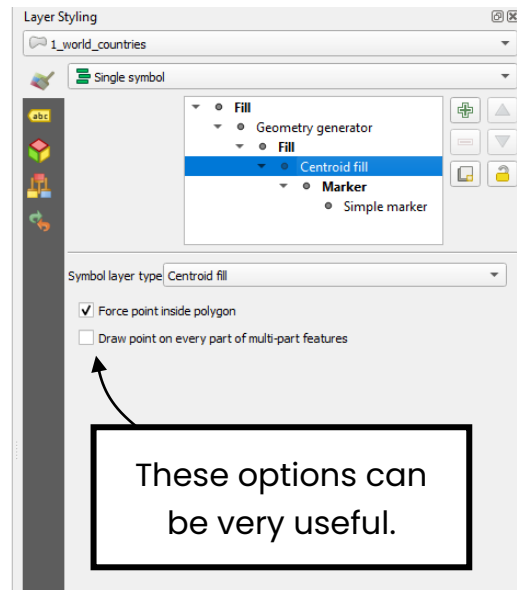 Layer Styling
1_world_countries
Single symbol
abc
Fill
Geometry generator
Fill
Centroid fill
Marker
Simple marker
Symbol layer type Centroid fill
Force point inside polygon
Draw point on every part of multi-part features
These options can
be very useful.